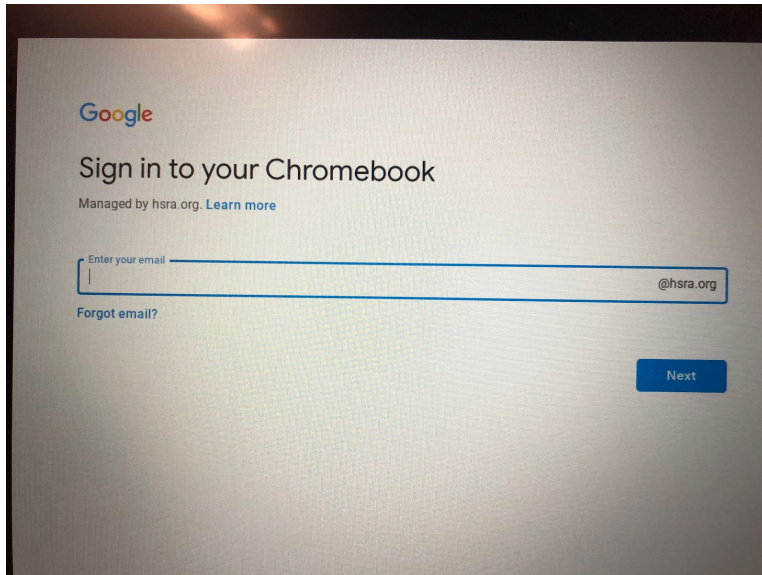 Google
Sign in to your Chromebook
Managed by hsra.org. Learn more
Enter your email
@hsra.org
Forgot email?
Next